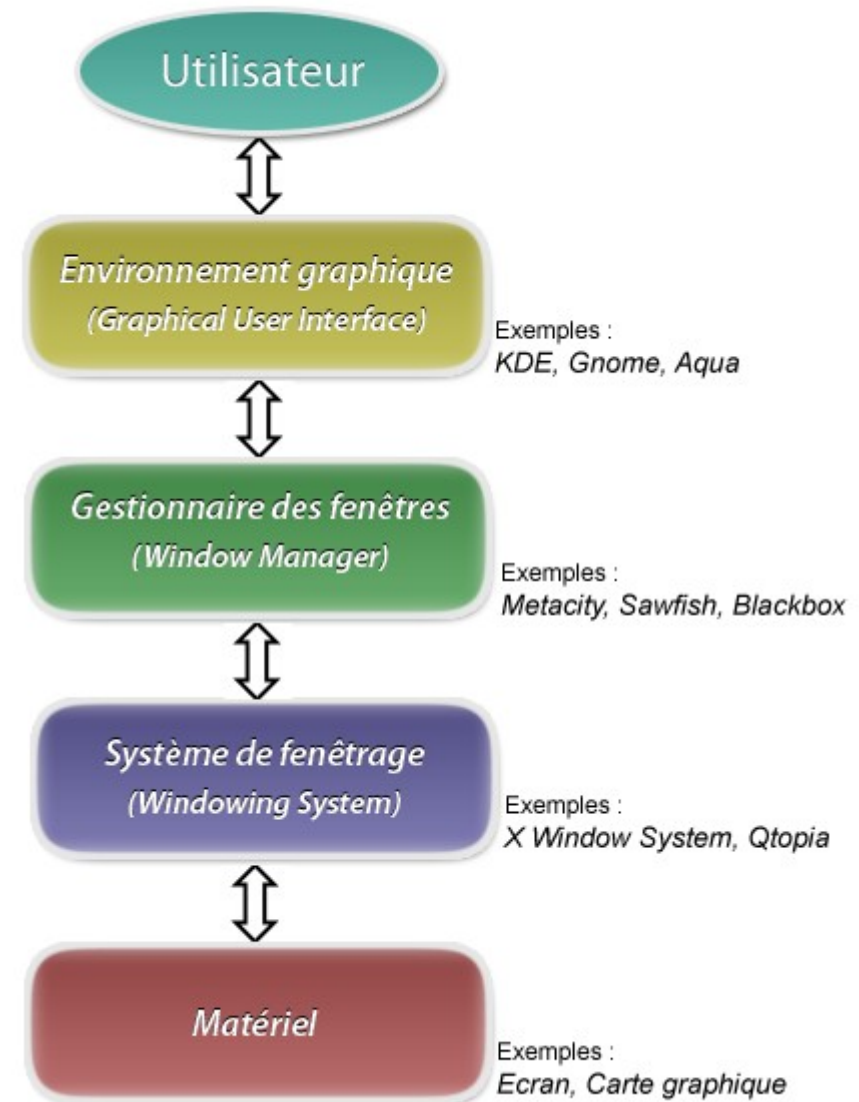 Utilisateur
Environnement graphique
(Graphical User Interface)
Exemples :
KDE, Gnome, Aqua
Gestionnaire des fenêtres
(Window Manager)
Exemples :
Metacity, Sawfish, Blackbox
Système de fenêtrage
(Windowing System)
Exemples :
X Window System, Qtopia
Matériel
Exemples :
Ecran, Carte graphique